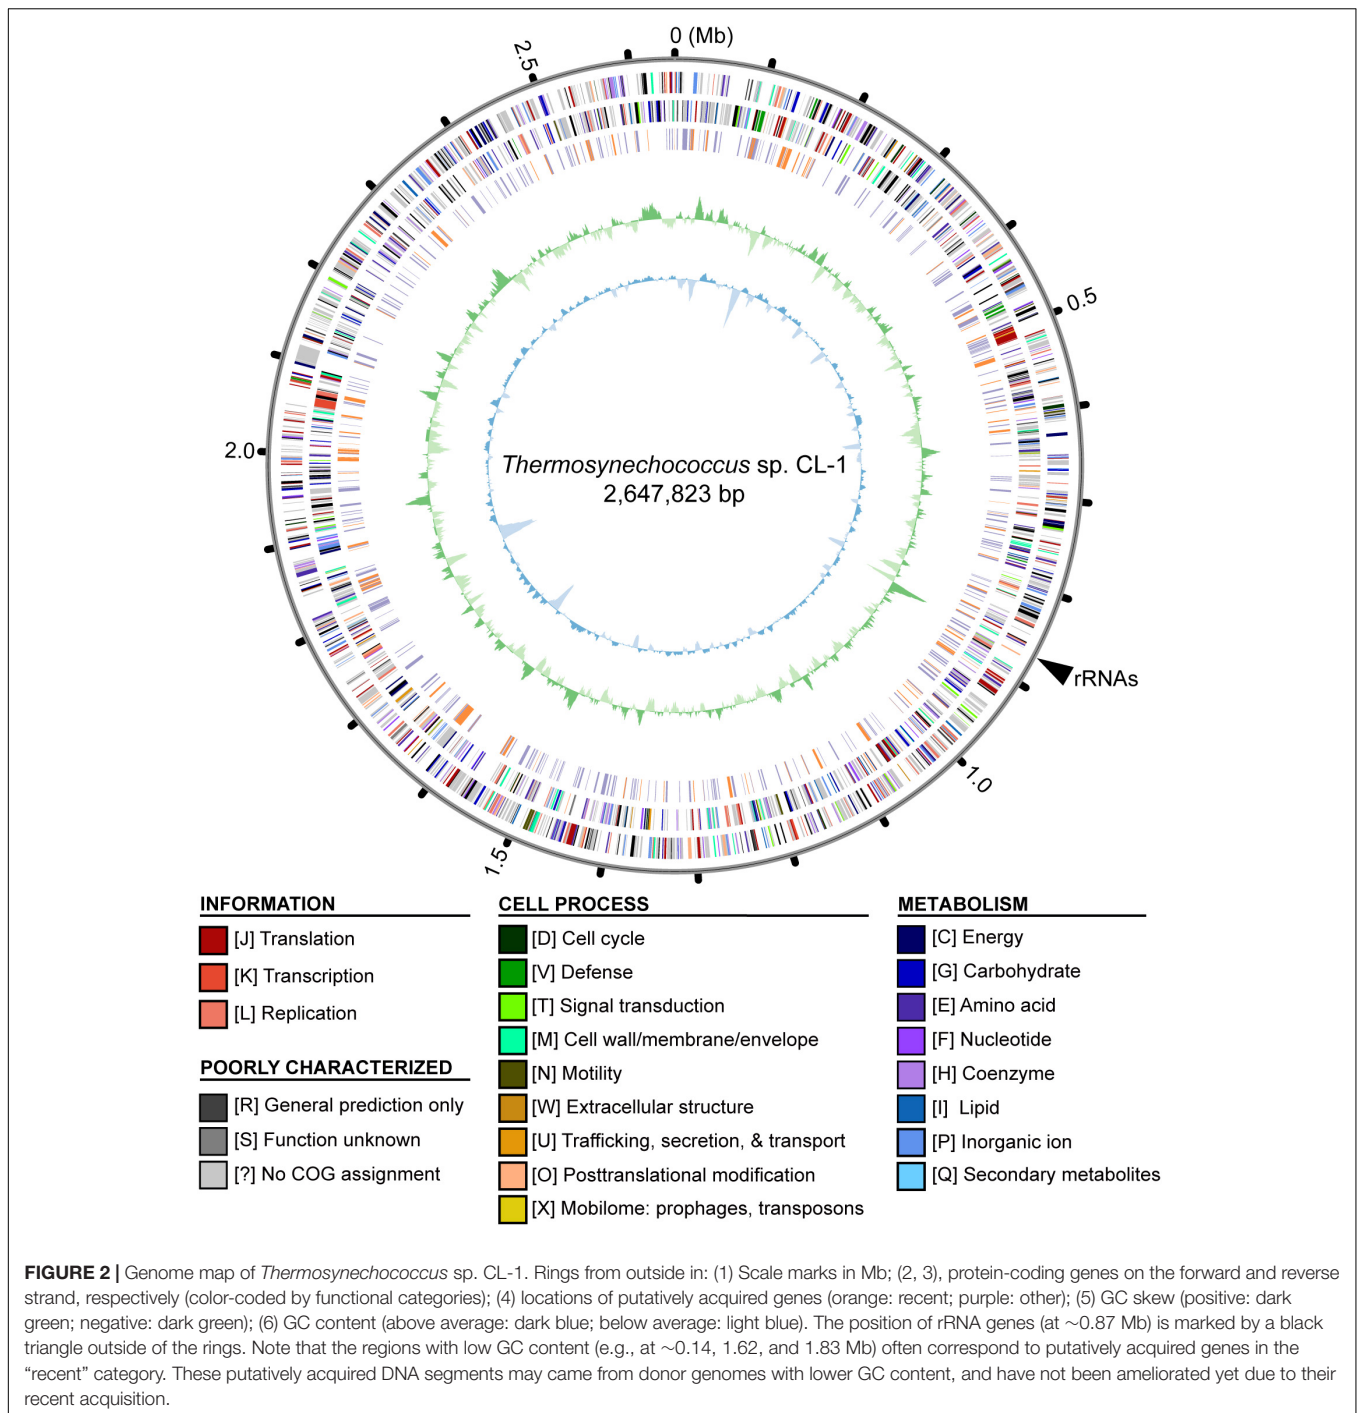 0 (Mb)
2.5
0.5
2.0
Thermosynechococcus sp. CL-1
2,647,823 bp
rRNAs
1.0
1.5
INFORMATION
[J] Translation
[K] Transcription
[L] Replication
POORLY CHARACTERIZED
[R] General prediction only
[S] Function unknown
[?] No COG assignment
CELL PROCESS
[D] Cell cycle
[V] Defense
[T] Signal transduction
[M] Cell wall/membrane/envelope
[N] Motility
[W] Extracellular structure
[U] Trafficking, secretion, & transport
[O] Posttranslational modification
[X] Mobilome: prophages, transposons
METABOLISM
[C] Energy
[G] Carbohydrate
[E] Amino acid
[F] Nucleotide
[H] Coenzyme
[I] Lipid
[P] Inorganic ion
[Q] Secondary metabolites
FIGURE 2 | Genome map of Thermosynechococcus sp. CL-1. Rings from outside in: (1) Scale marks in Mb; (2, 3), protein-coding genes on the forward and reverse
strand, respectively (color-coded by functional categories); (4) locations of putatively acquired genes (orange: recent; purple: other); (5) GC skew (positive: dark
green; negative: dark green); (6) GC content (above average: dark blue; below average: light blue). The position of rRNA genes (at ∼0.87 Mb) is marked by a black
triangle outside of the rings. Note that the regions with low GC content (e.g., at ∼0.14, 1.62, and 1.83 Mb) often correspond to putatively acquired genes in the
“recent” category. These putatively acquired DNA segments may came from donor genomes with lower GC content, and have not been ameliorated yet due to their
recent acquisition.